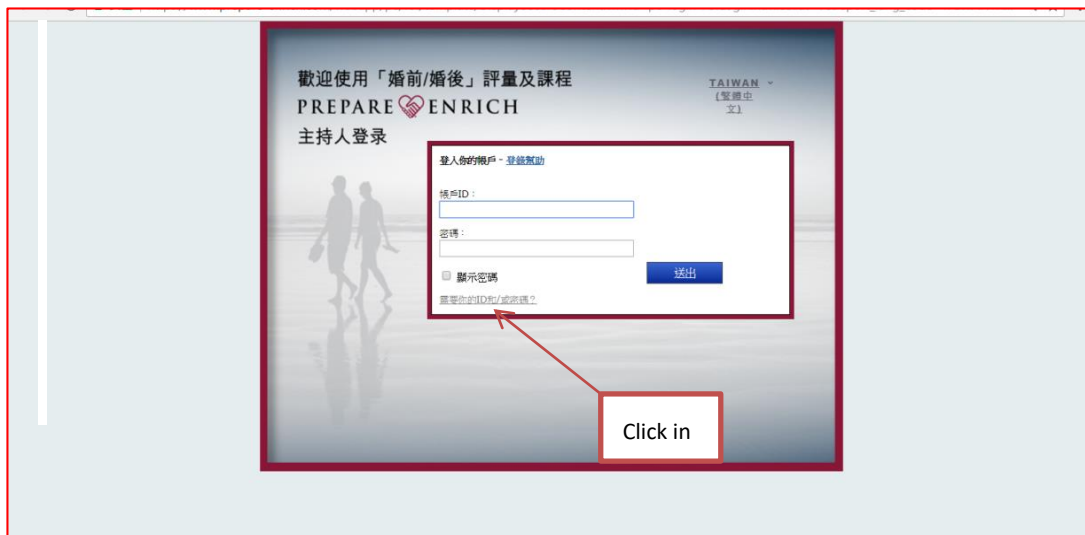 歡迎使用「婚前/婚後」評量及課程
PREPARE ENRICH
主持人登录
TAIWAN
(繁體中
文)
登入你的帳戶 - 登錄幫助
帳戶ID：
密碼：
顯示密碼
送出
需要你的ID和/或密碼？
Click in